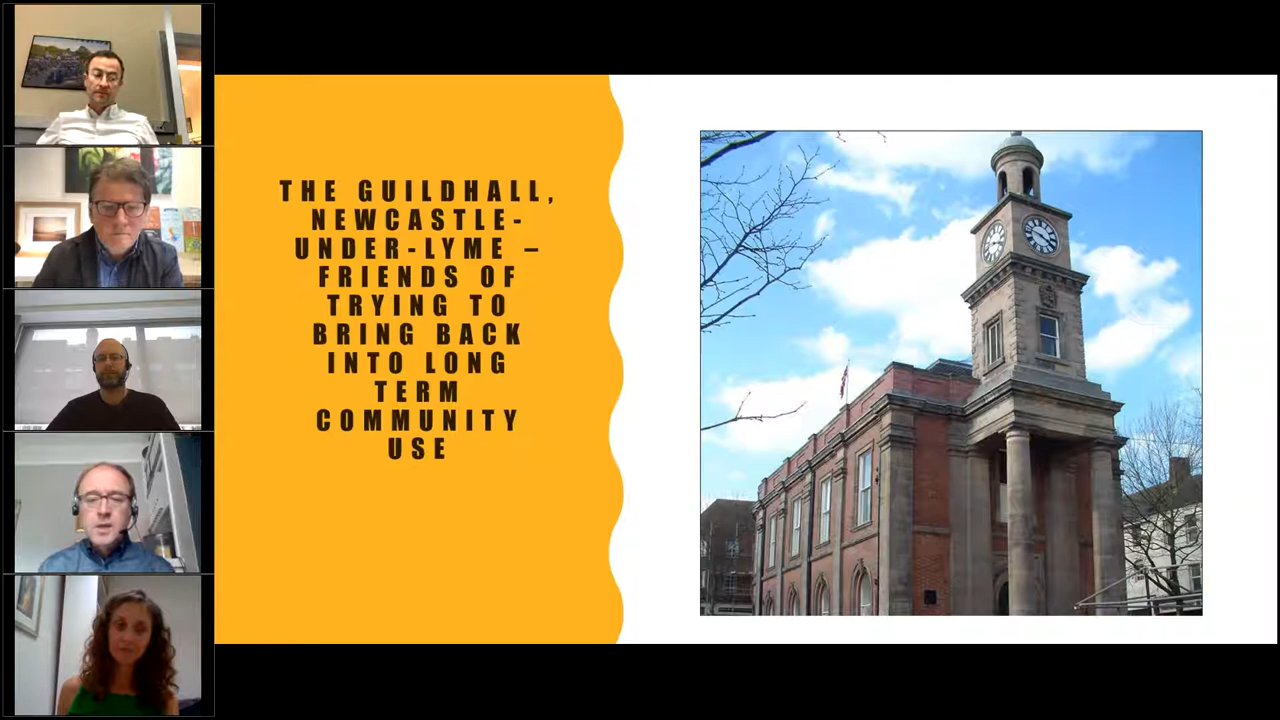 THE GUILDHALL,
NEWCASTLE-
UNDER-LYME –
FRIENDS OF
TRYING TO
BRING BACK
INTO LONG
TERM
COMMUNITY
USE